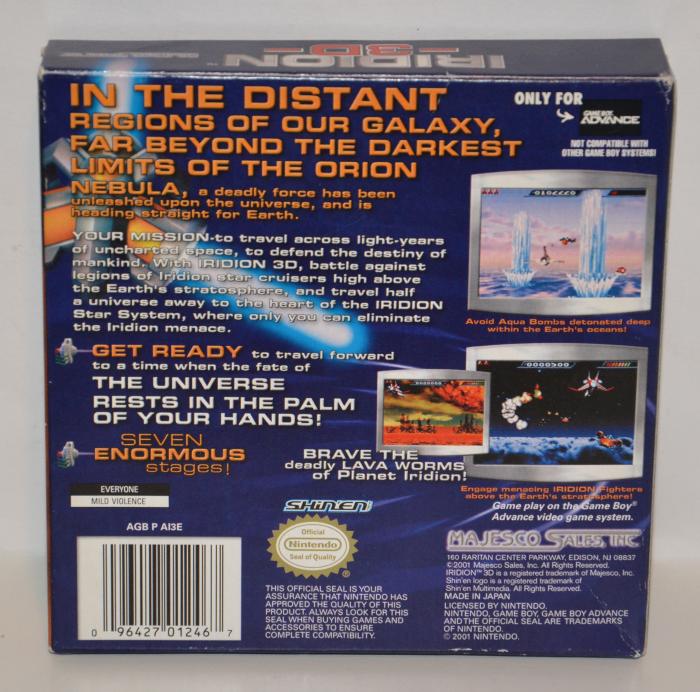 IRIDION™
3D
IN THE DISTANT
REGIONS OF OUR GALAXY,
FAR BEYOND THE DARKEST
LIMITS OF THE ORION
NEBULA, a deadly force has been
unleashed upon the universe, and is
heading straight for Earth.
YOUR MISSION-to travel across light-years
of uncharted space, to defend the destiny of
mankind. With IRIDION 3D, battle against
legions of Iridion star cruisers high above
the Earth's stratosphere, and travel half
a universe away to the heart of the IRIDION
Star System, where only you can eliminate
the Iridion menace.
GET READY to travel forward
to a time when the fate of
THE UNIVERSE
RESTS IN THE PALM
OF YOUR HANDS!
SEVEN
ENORMOUS
stages!
ONLY FOR
GAME BOY
ADVANCE
NOT COMPATIBLE WITH
OTHER GAME BOY SYSTEMS!
Avoid Aqua Bombs detonated deep
within the Earth's oceans!
0000500
BRAVE THE
deadly LAVA WORMS
of Planet Iridion!
Engage menacing IRIDION Fighters
above the Earth's stratosphere!
Game play on the Game Boy®
Advance video game system.
EVERYONE
MILD VIOLENCE
AGB P AI3E
0 96427 01246 7
SHIN'EN
Official
Nintendo
Seal of Quality
THIS OFFICIAL SEAL IS YOUR
ASSURANCE THAT NINTENDO HAS
APPROVED THE QUALITY OF THIS
PRODUCT. ALWAYS LOOK FOR THIS
SEAL WHEN BUYING GAMES AND
ACCESSORIES TO ENSURE
COMPLETE COMPATIBILITY.
MAJESCO SALES, INC.
160 RARITAN CENTER PARKWAY, EDISON, NJ 08837
©2001 Majesco Sales, Inc. All Rights Reserved.
IRIDION™ 3D is a registered trademark of Majesco, Inc.
Shin'en logo is a registered trademark of
Shin'en Multimedia. All Rights Reserved.
MADE IN JAPAN
LICENSED BY NINTENDO.
NINTENDO, GAME BOY, GAME BOY ADVANCE
AND THE OFFICIAL SEAL ARE TRADEMARKS
OF NINTENDO.
© 2001 NINTENDO.